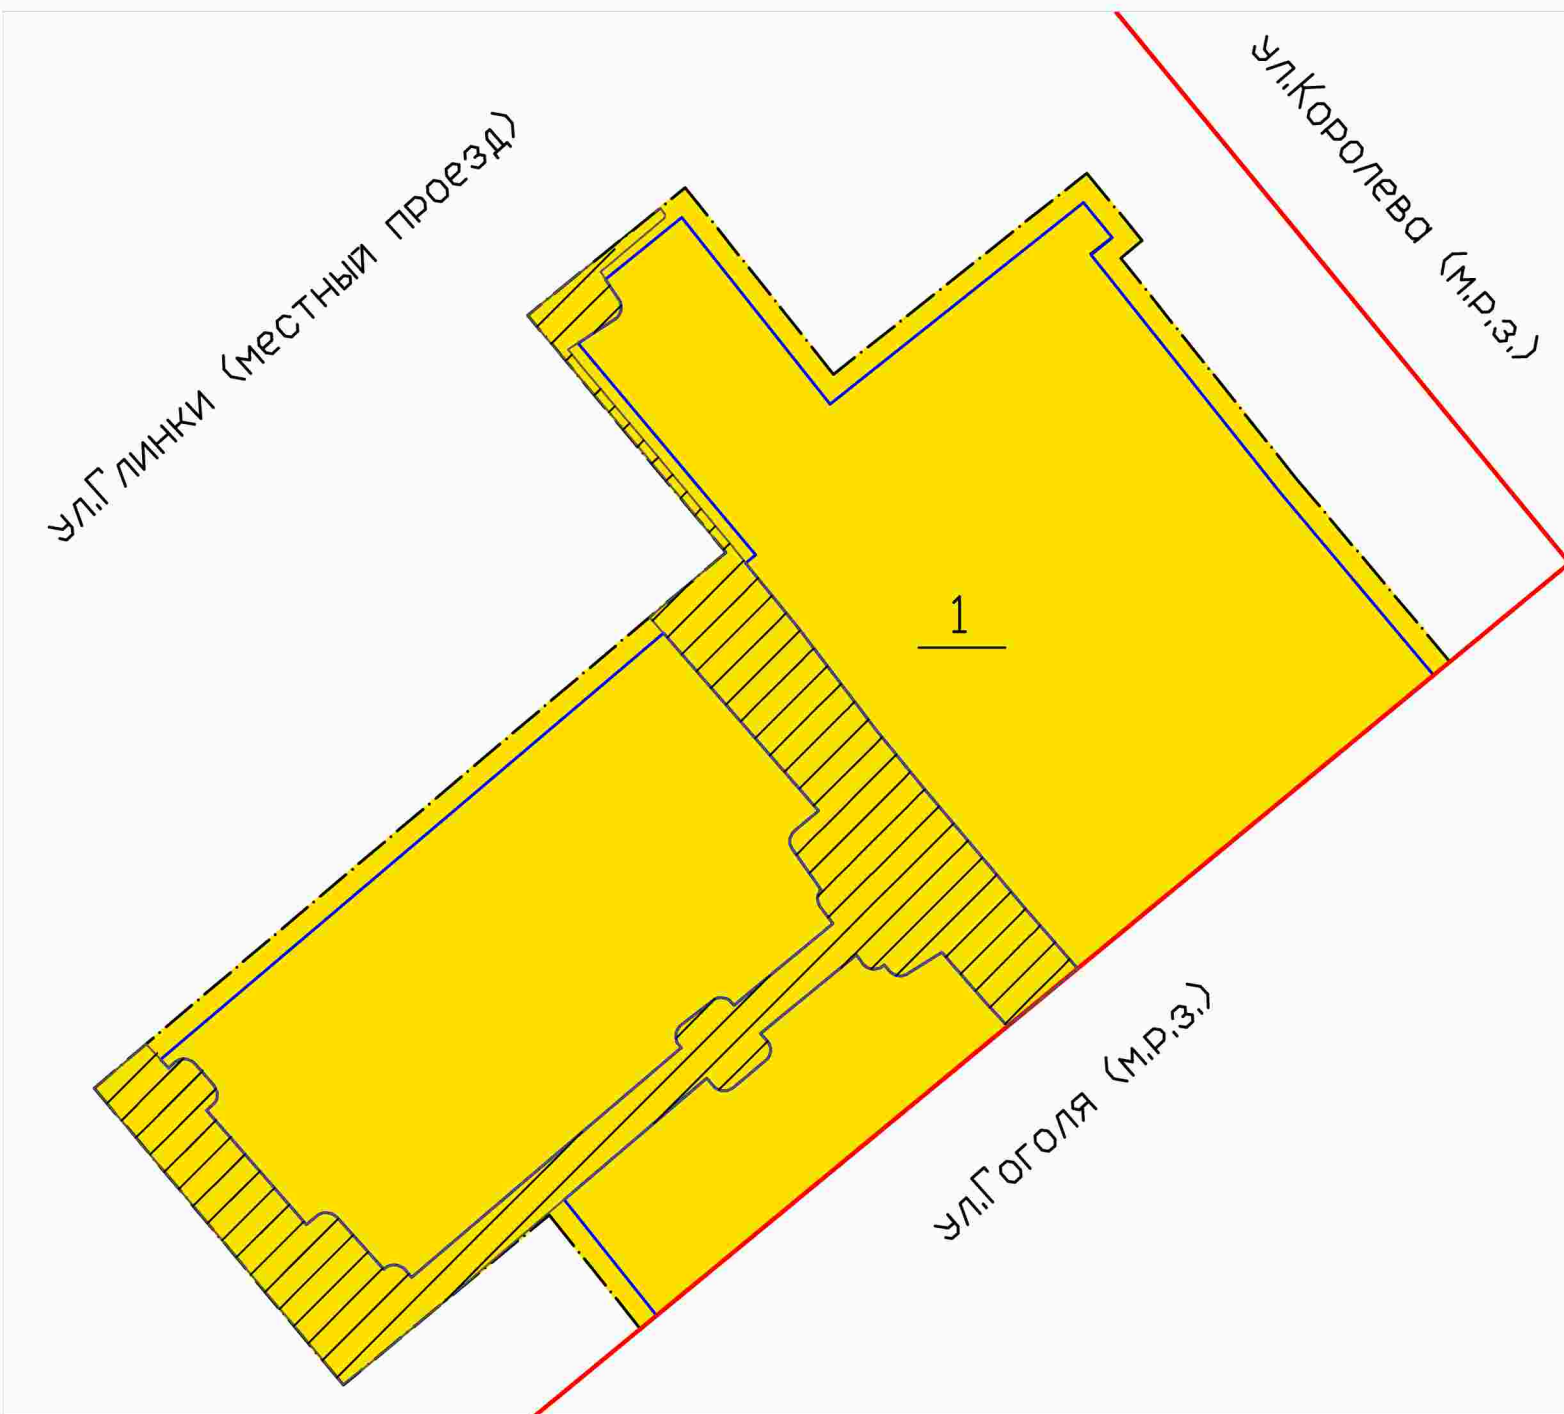 ул.Королева (м.р.з.)
ул.Глинки (местный проезд)
1
ул.Гоголя (м.р.з.)